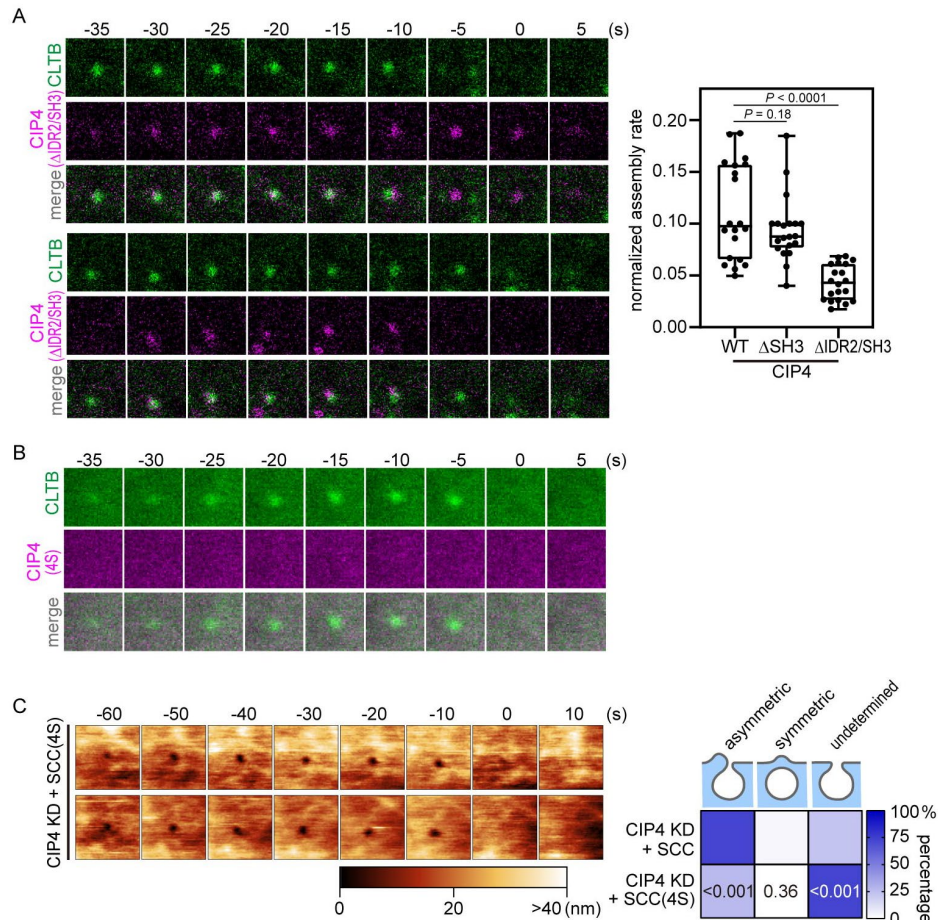 A
-35 -30 -25 -20 -15 -10 -5 0 5 (s)
CLTB
CIP4 (ΔIDR2/SH3)
merge
CLTB
CIP4 (ΔIDR2/SH3)
merge
normalized assembly rate
0.20
0.15
0.10
0.05
0.00
P < 0.0001
P = 0.18
WT ΔSH3 ΔIDR2/SH3
CIP4
B
-35 -30 -25 -20 -15 -10 -5 0 5 (s)
CLTB
CIP4 (4S)
merge
C
-60 -50 -40 -30 -20 -10 0 10 (s)
CIP4 KD + SCC(4S)
0 20 >40 (nm)
asymmetric symmetric undetermined
CIP4 KD
+ SCC
CIP4 KD
+ SCC(4S)
<0.001 0.36 <0.001
100%
75
50
25
0
percentage